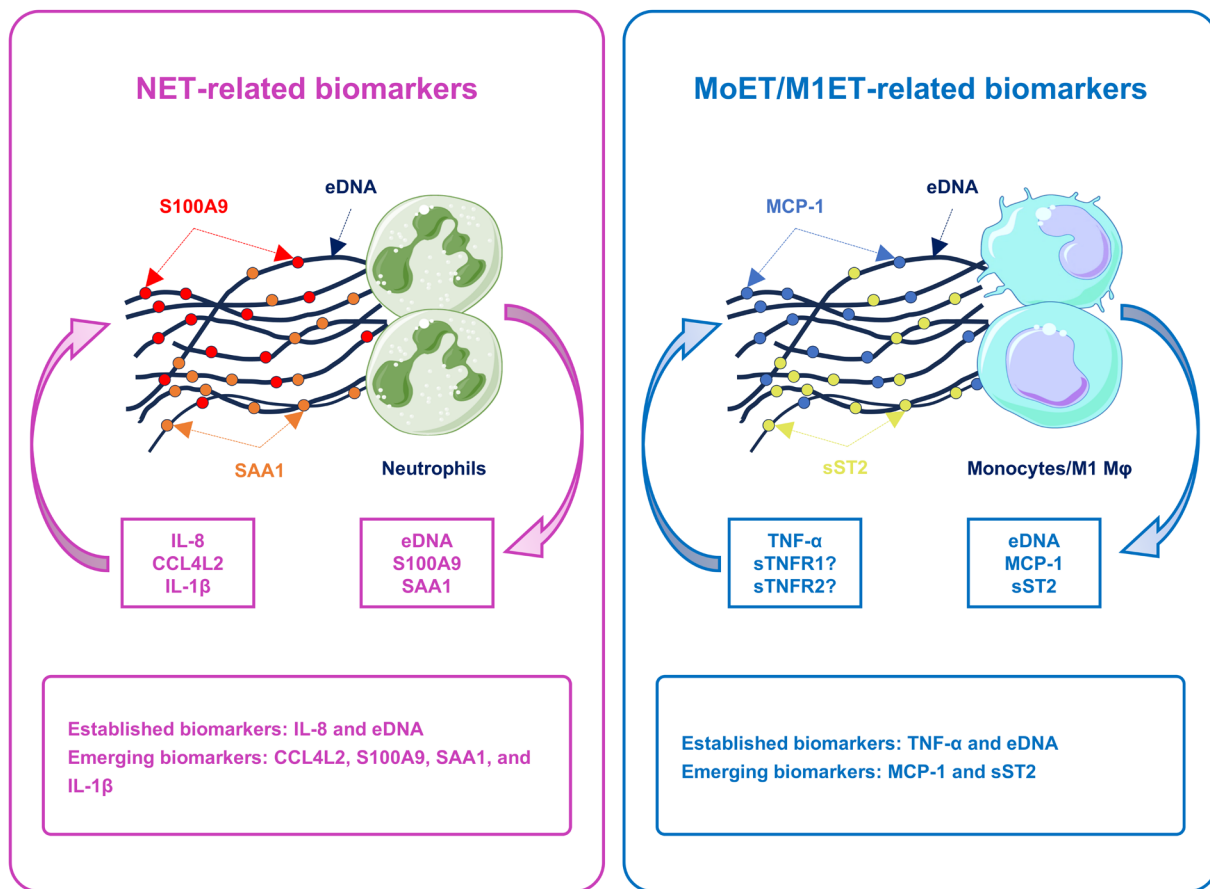 NET-related biomarkers
eDNA
S100A9
SAA1
Neutrophils
IL-8
CCL4L2
IL-1β
eDNA
S100A9
SAA1
Established biomarkers: IL-8 and eDNA
Emerging biomarkers: CCL4L2, S100A9, SAA1, and
IL-1β
MoET/M1ET-related biomarkers
eDNA
MCP-1
sST2
Monocytes/M1 Mφ
TNF-α
sTNFR1?
sTNFR2?
eDNA
MCP-1
sST2
Established biomarkers: TNF-α and eDNA
Emerging biomarkers: MCP-1 and sST2